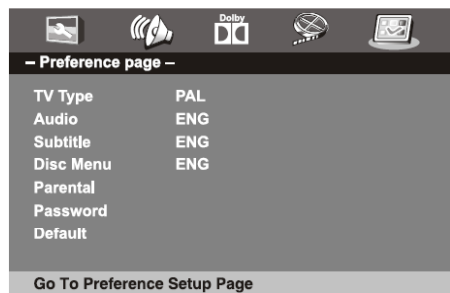 Dolby
– Preference page –
TV Type PAL
Audio ENG
Subtitle ENG
Disc Menu ENG
Parental
Password
Default
Go To Preference Setup Page